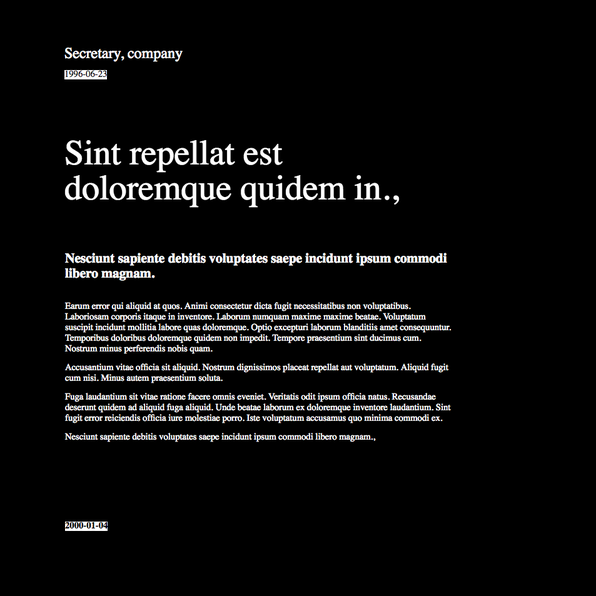 Secretary, company
1996-06-23
Sint repellat est
doloremque quidem in.,
Nesciunt sapiente debitis voluptates saepe incidunt ipsum commodi
libero magnam.
Earum error qui aliquid at quos. Animi consectetur dicta fugit necessitatibus non voluptatibus.
Laboriosam corporis itaque in inventore. Laborum numquam maxime maxime beatae. Voluptatum
suscipit incidunt mollitia labore quas doloremque. Optio excepturi laborum blanditiis amet consequuntur.
Temporibus doloribus doloremque quidem non impedit. Tempore praesentium sint ducimus cum.
Nostrum minus perferendis nobis quam.
Accusantium vitae officia sit aliquid. Nostrum dignissimos placeat repellat aut voluptatum. Aliquid fugit
cum nisi. Minus autem praesentium soluta.
Fuga laudantium sit vitae ratione facere omnis eveniet. Veritatis odit ipsum officia natus. Recusandae
deserunt quidem ad aliquid fuga aliquid. Unde beatae laborum ex doloremque inventore laudantium. Sint
fugit error reiciendis officia iure molestiae porro. Iste voluptatum accusamus quo minima commodi ex.
Nesciunt sapiente debitis voluptates saepe incidunt ipsum commodi libero magnam.,
2000-01-04